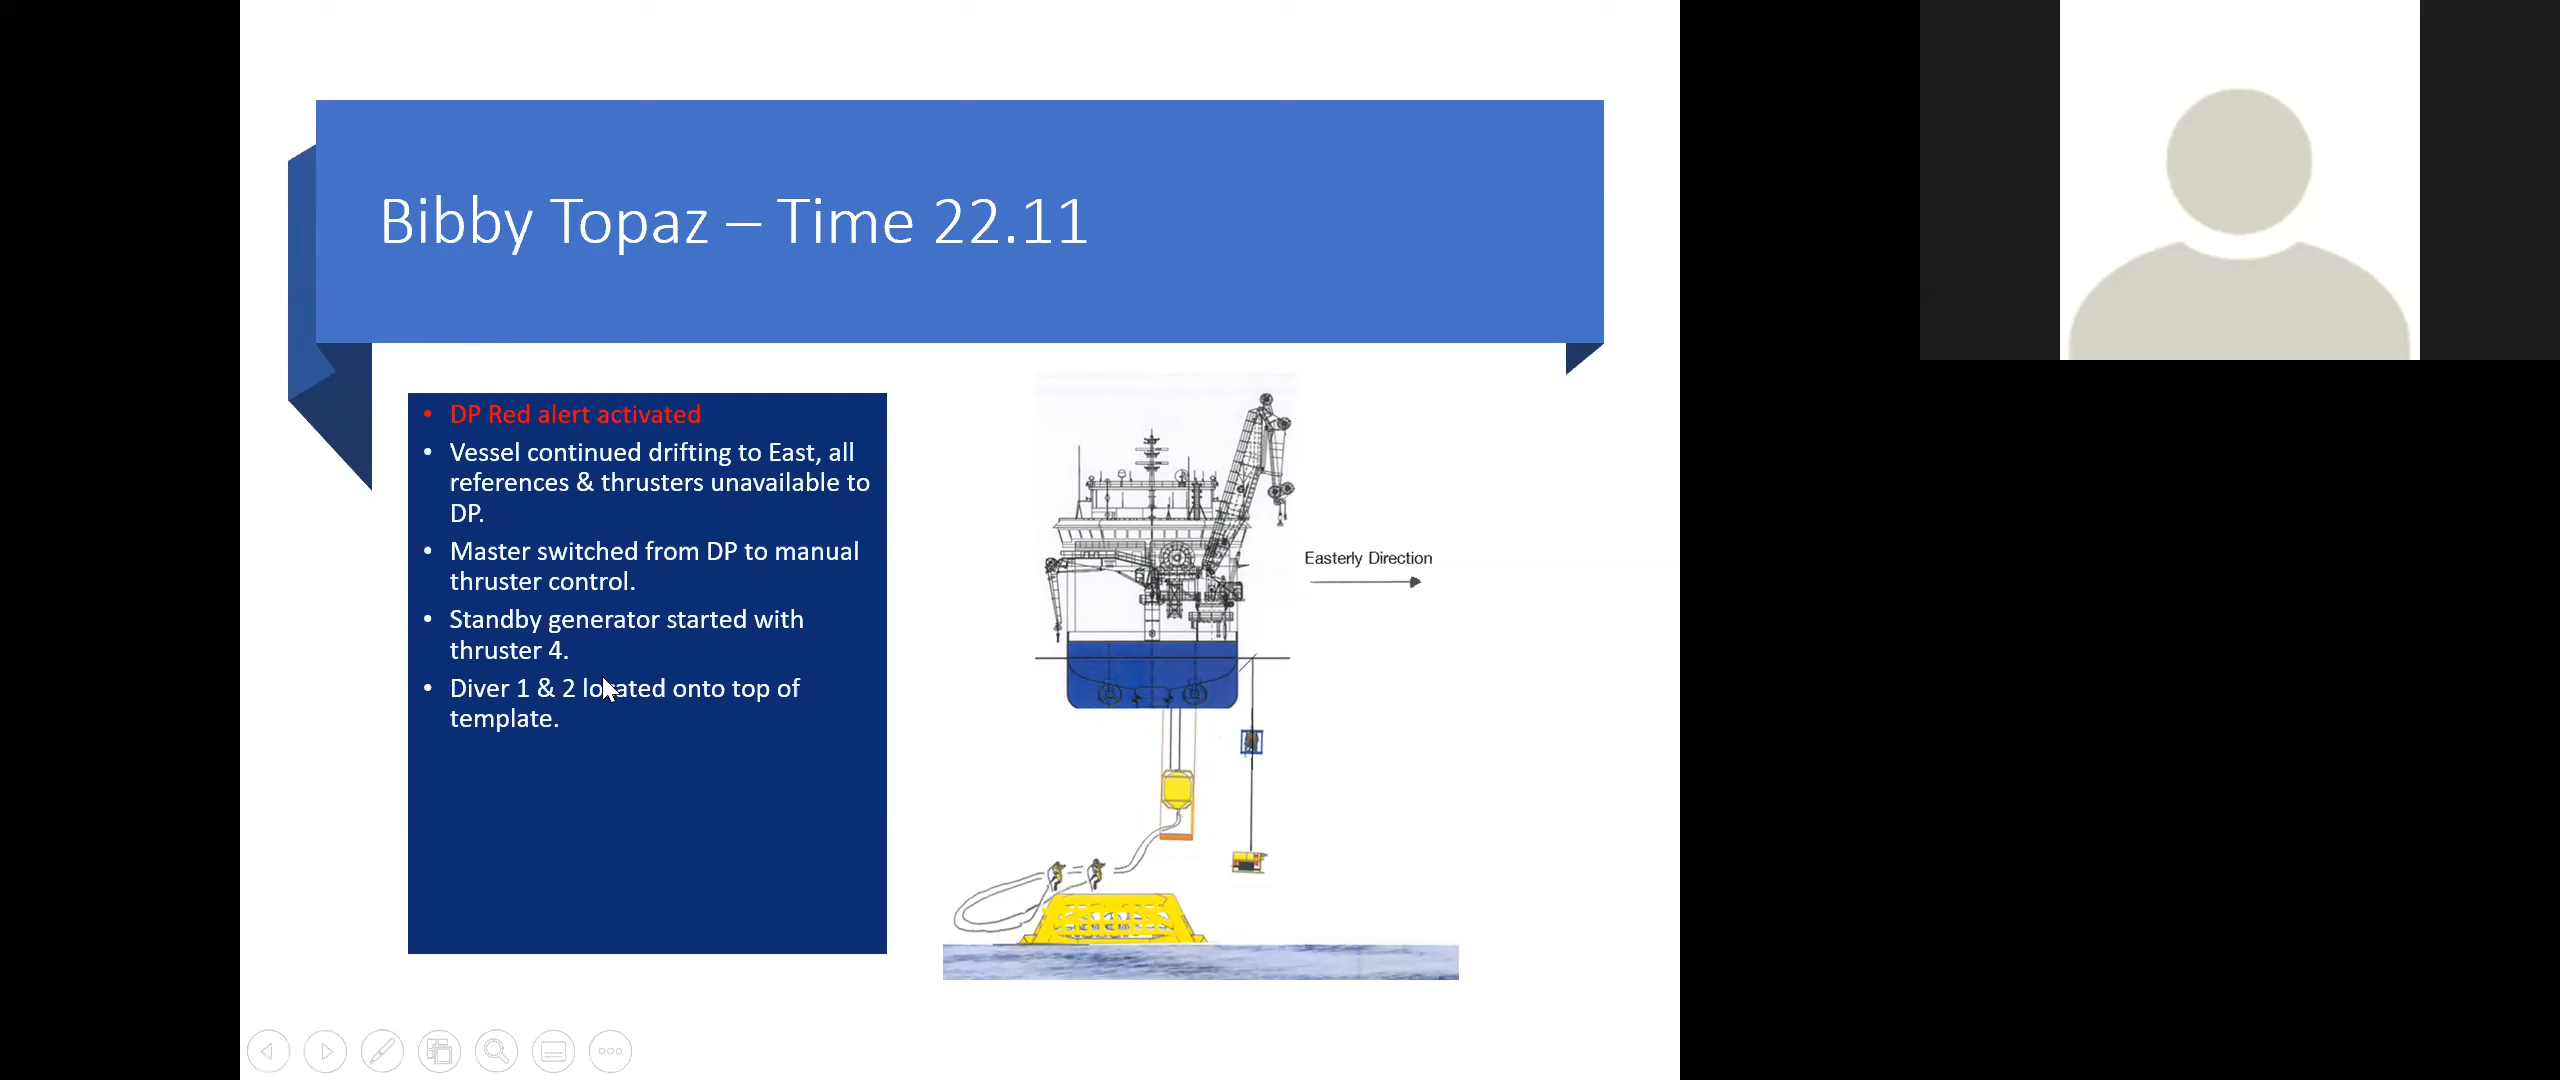 Bibby Topaz – Time 22.11
• DP Red alert activated
• Vessel continued drifting to East, all
references & thrusters unavailable to
DP.
• Master switched from DP to manual
thruster control.
• Standby generator started with
thruster 4.
• Diver 1 & 2 located onto top of
template.
Easterly Direction